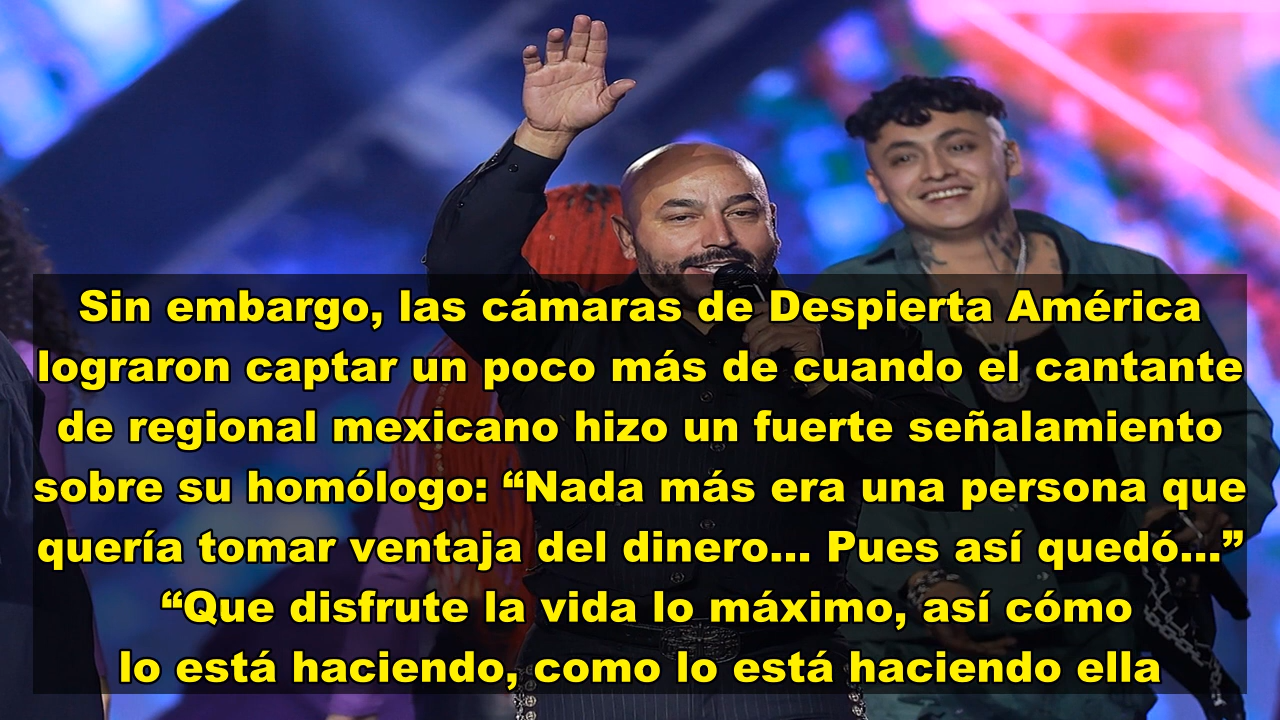 Sin embargo, las cámaras de Despierta América
lograron captar un poco más de cuando el cantante
de regional mexicano hizo un fuerte señalamiento
sobre su homólogo: “Nada más era una persona que
quería tomar ventaja del dinero... Pues así quedó...”
“Que disfrute la vida lo máximo, así cómo
lo está haciendo, como lo está haciendo ella